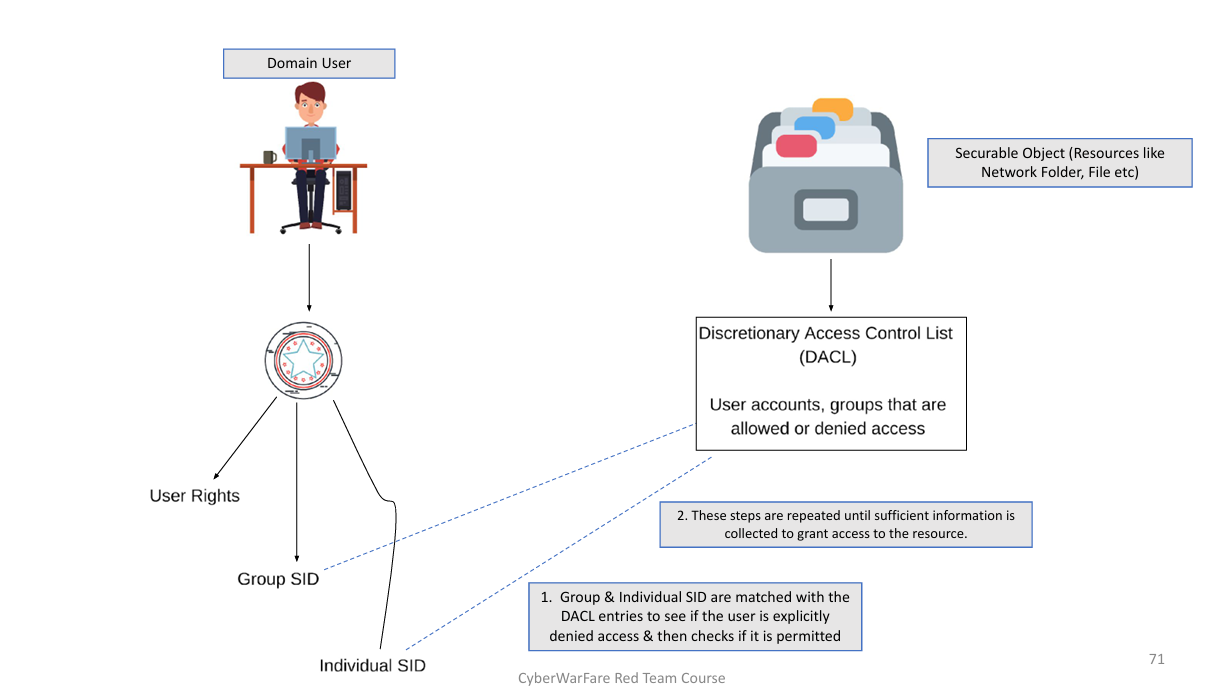 Domain User
Securable Object (Resources like
Network Folder, File etc)
Discretionary Access Control List
(DACL)
User accounts, groups that are
allowed or denied access
User Rights
2. These steps are repeated until sufficient information is
collected to grant access to the resource.
Group SID
1. Group & Individual SID are matched with the
DACL entries to see if the user is explicitly
denied access & then checks if it is permitted
Individual SID
71
CyberWarFare Red Team Course